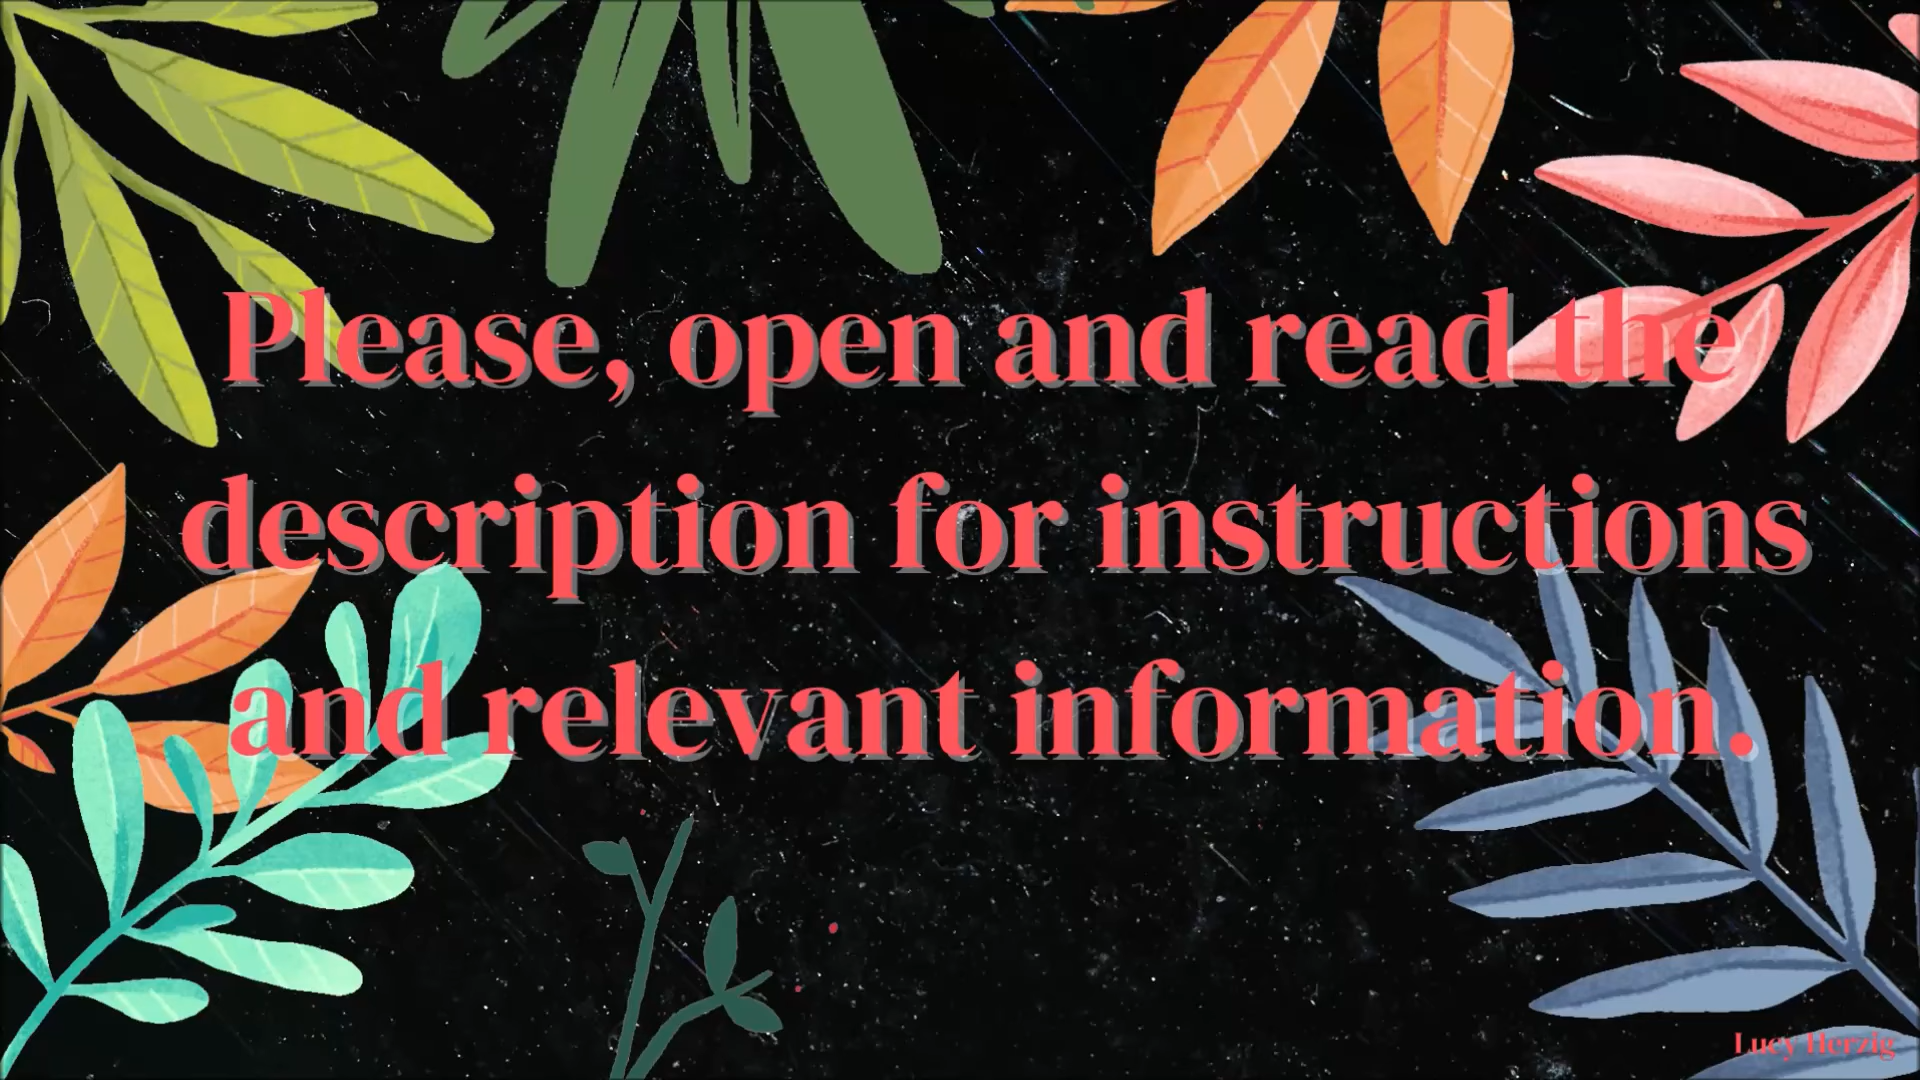 Please, open and read the
description for instructions
and relevant information.
Lucy Herzig